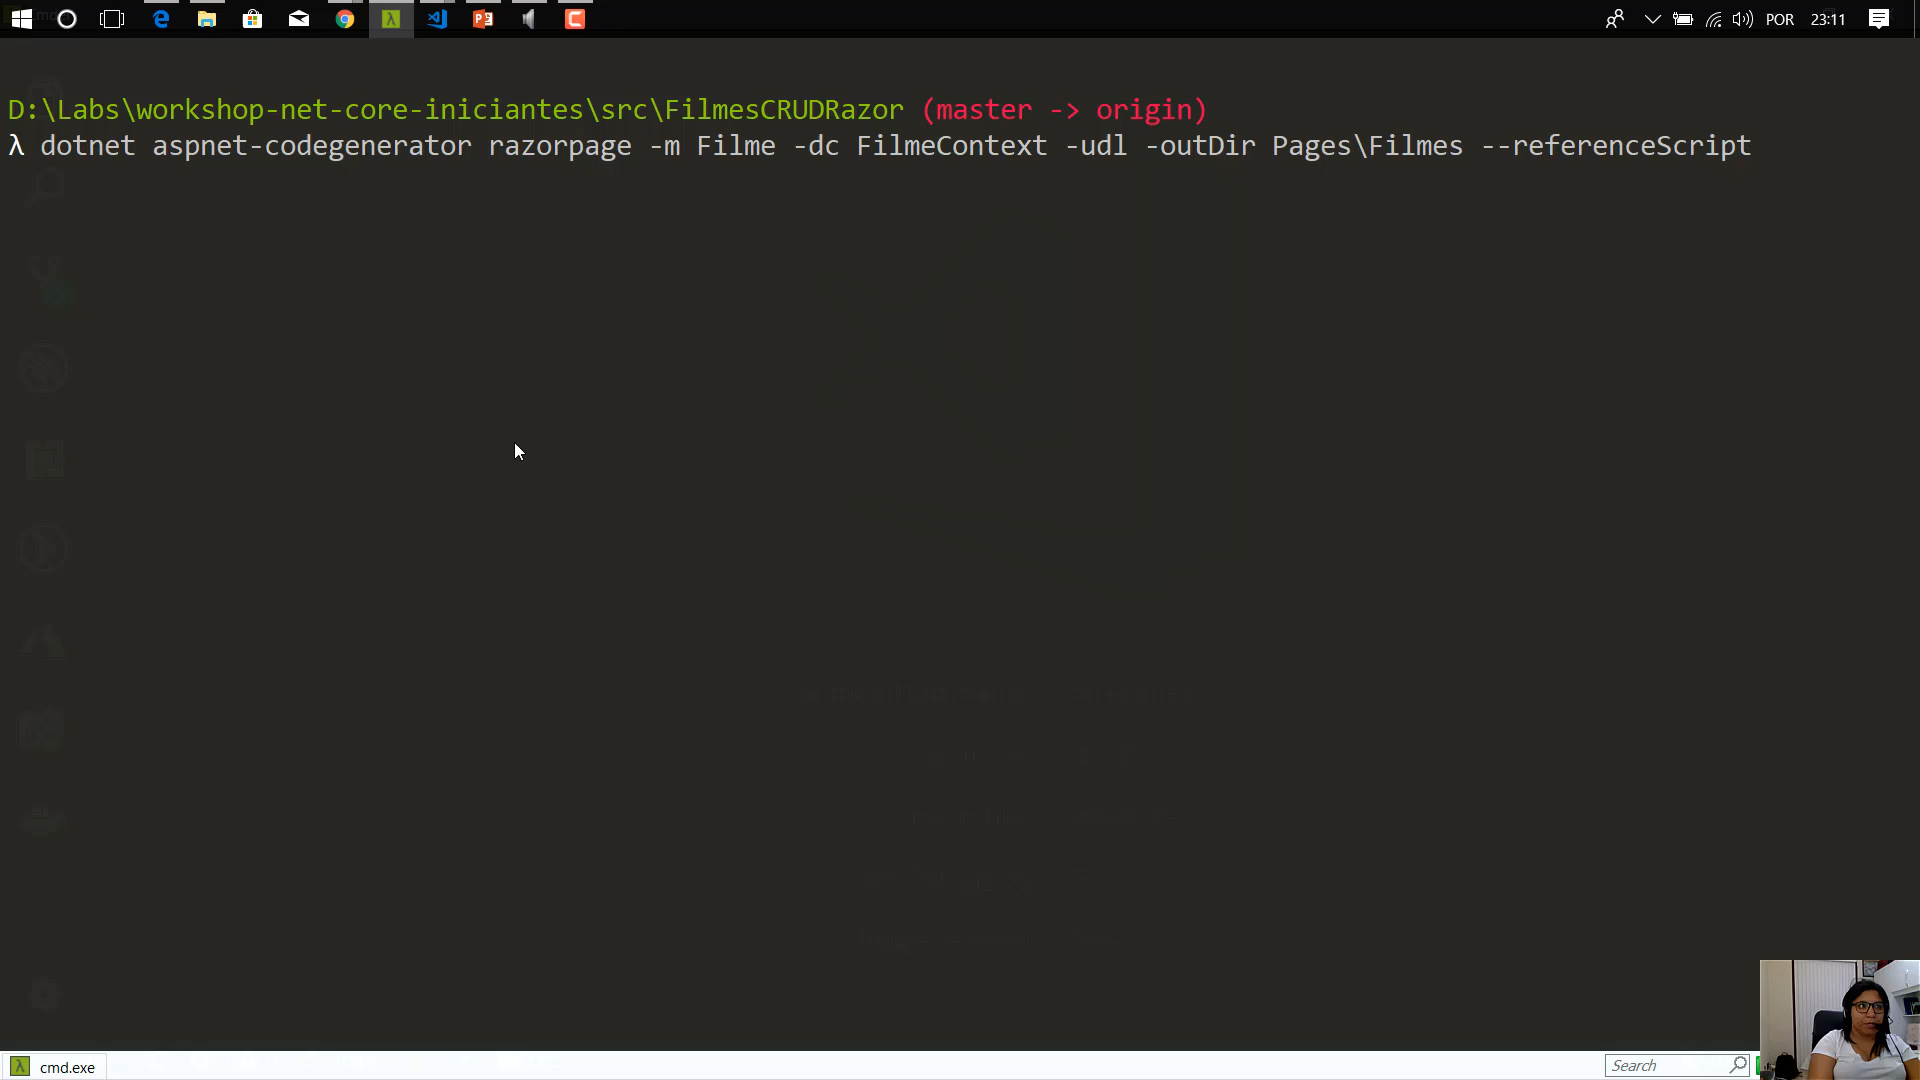 POR
23:11
D:\Labs\workshop-net-core-iniciantes\src\FilmesCRUDRazor (master -> origin)
λ dotnet aspnet-codegenerator razorpage -m Filme -dc FilmeContext -udl -outDir Pages\Filmes --referenceScript
cmd.exe
Search